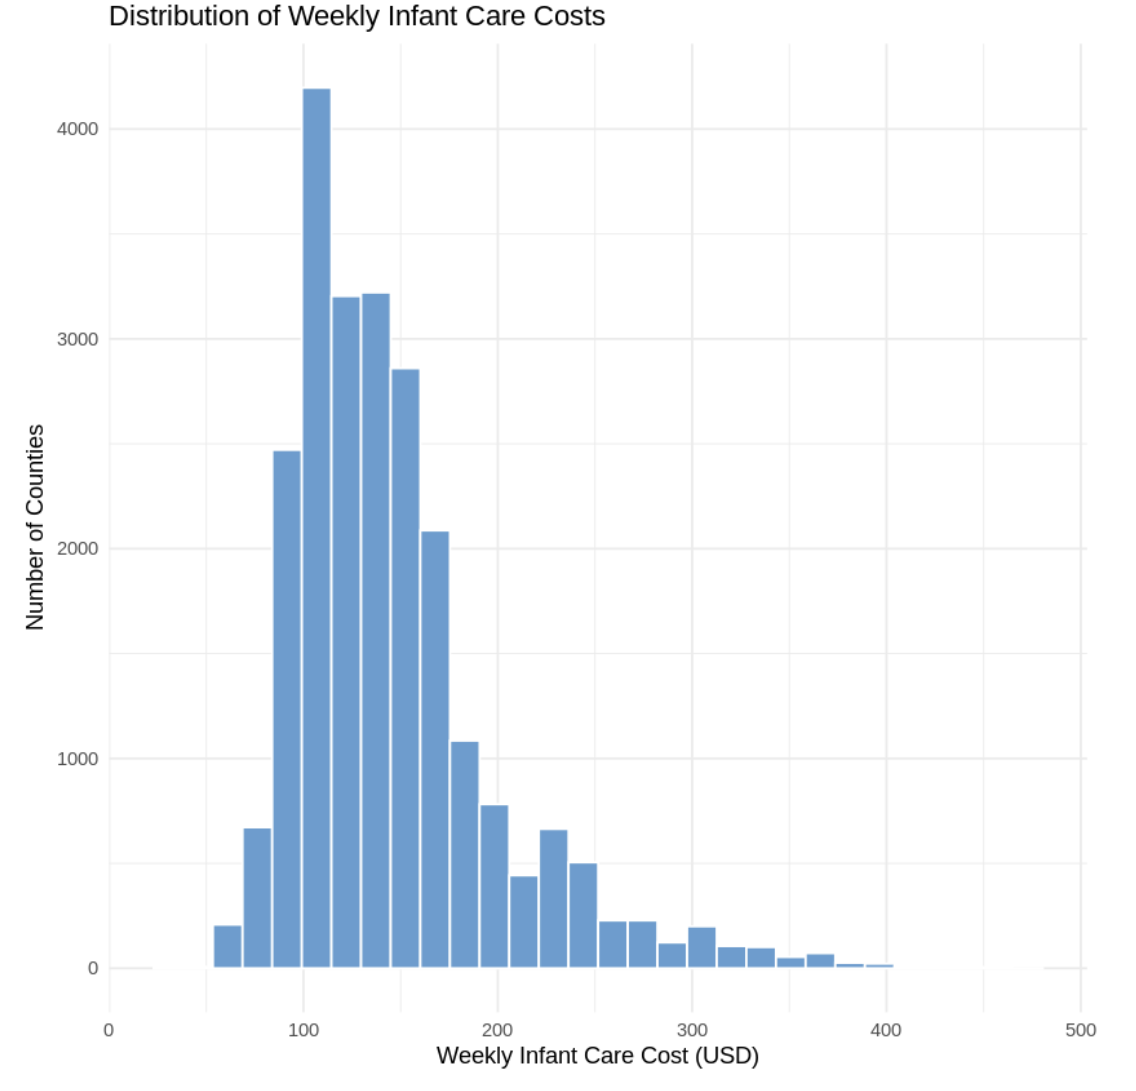 Distribution of Weekly Infant Care Costs
Number of Counties
4000
3000
2000
1000
0
0 100 200 300 400 500
Weekly Infant Care Cost (USD)